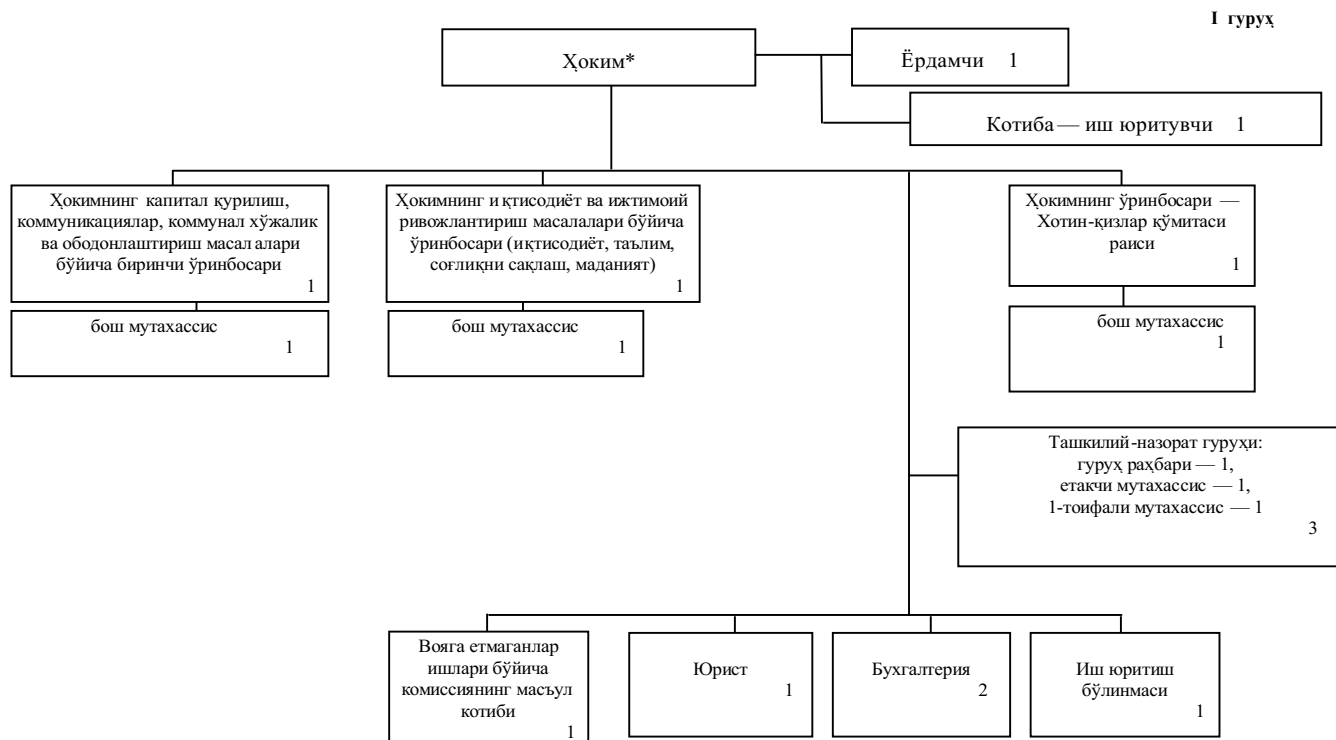 I гуруҳ
Ҳоким*
Ёрдамчи 1
Котиба — иш юритувчи 1
Ҳокимнинг капитал қурилиш,
коммуникациялар, коммунал хўжалик
ва ободонлаштириш масалалари
бўйича биринчи ўринбосари
1
бош мутахассис
1
Ҳокимнинг иқтисодиёт ва ижтимоий
ривожлантириш масалалари бўйича
ўринбосари (иқтисодиёт, таълим,
соғлиқни сақлаш, маданият)
1
бош мутахассис
1
Ҳокимнинг ўринбосари —
Хотин-қизлар қўмитаси
раиси
1
бош мутахассис
1
Ташкилий-назорат гуруҳи:
гуруҳ раҳбари — 1,
етакчи мутахассис — 1,
1-тоифали мутахассис — 1
3
Вояга етмаганлар
ишлари бўйича
комиссиянинг масъул
котиби
1
Юрист
1
Бухгалтерия
2
Иш юритиш
бўлинмаси
1